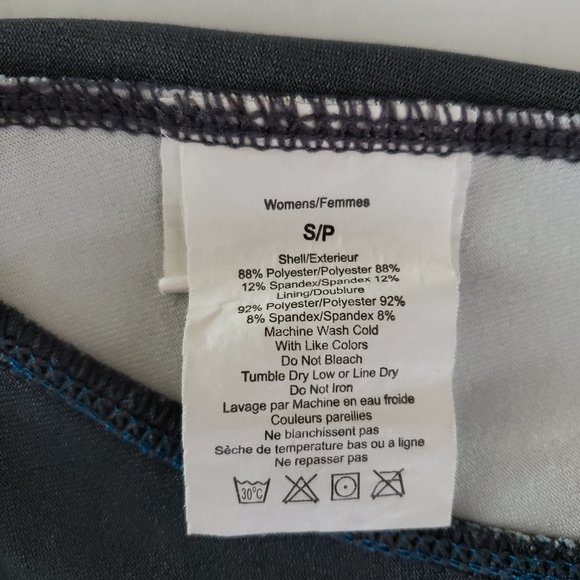 Womens/Femmes
S/P
Shell/Exterieur
88% Polyester/Polyester 88%
12% Spandex/Spandex 12%
Lining/Doublure
92% Polyester/Polyester 92%
8% Spandex/Spandex 8%
Machine Wash Cold
With Like Colors
Do Not Bleach
Tumble Dry Low or Line Dry
Do Not Iron
Lavage par Machine en eau froide
Couleurs pareilles
Ne blanchissent pas
Sèche de temperature bas ou a ligne
Ne repasser pas
30°C